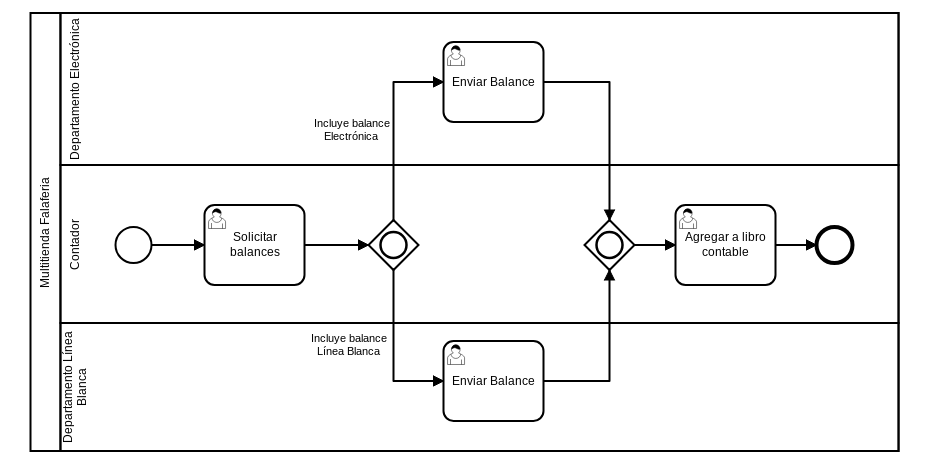 Multitienda Falaferia
Departamento Electrónica
Enviar Balance
Incluye balance
Electrónica
Contador
Solicitar
balances
Agregar a libro
contable
Departamento Línea
Blanca
Incluye balance
Línea Blanca
Enviar Balance